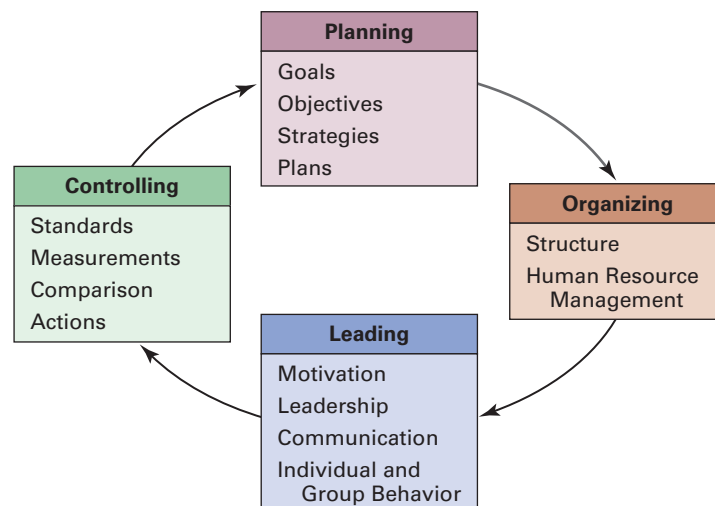 Planning
Goals
Objectives
Strategies
Plans
Controlling
Standards
Measurements
Comparison
Actions
Organizing
Structure
Human Resource
Management
Leading
Motivation
Leadership
Communication
Individual and
Group Behavior